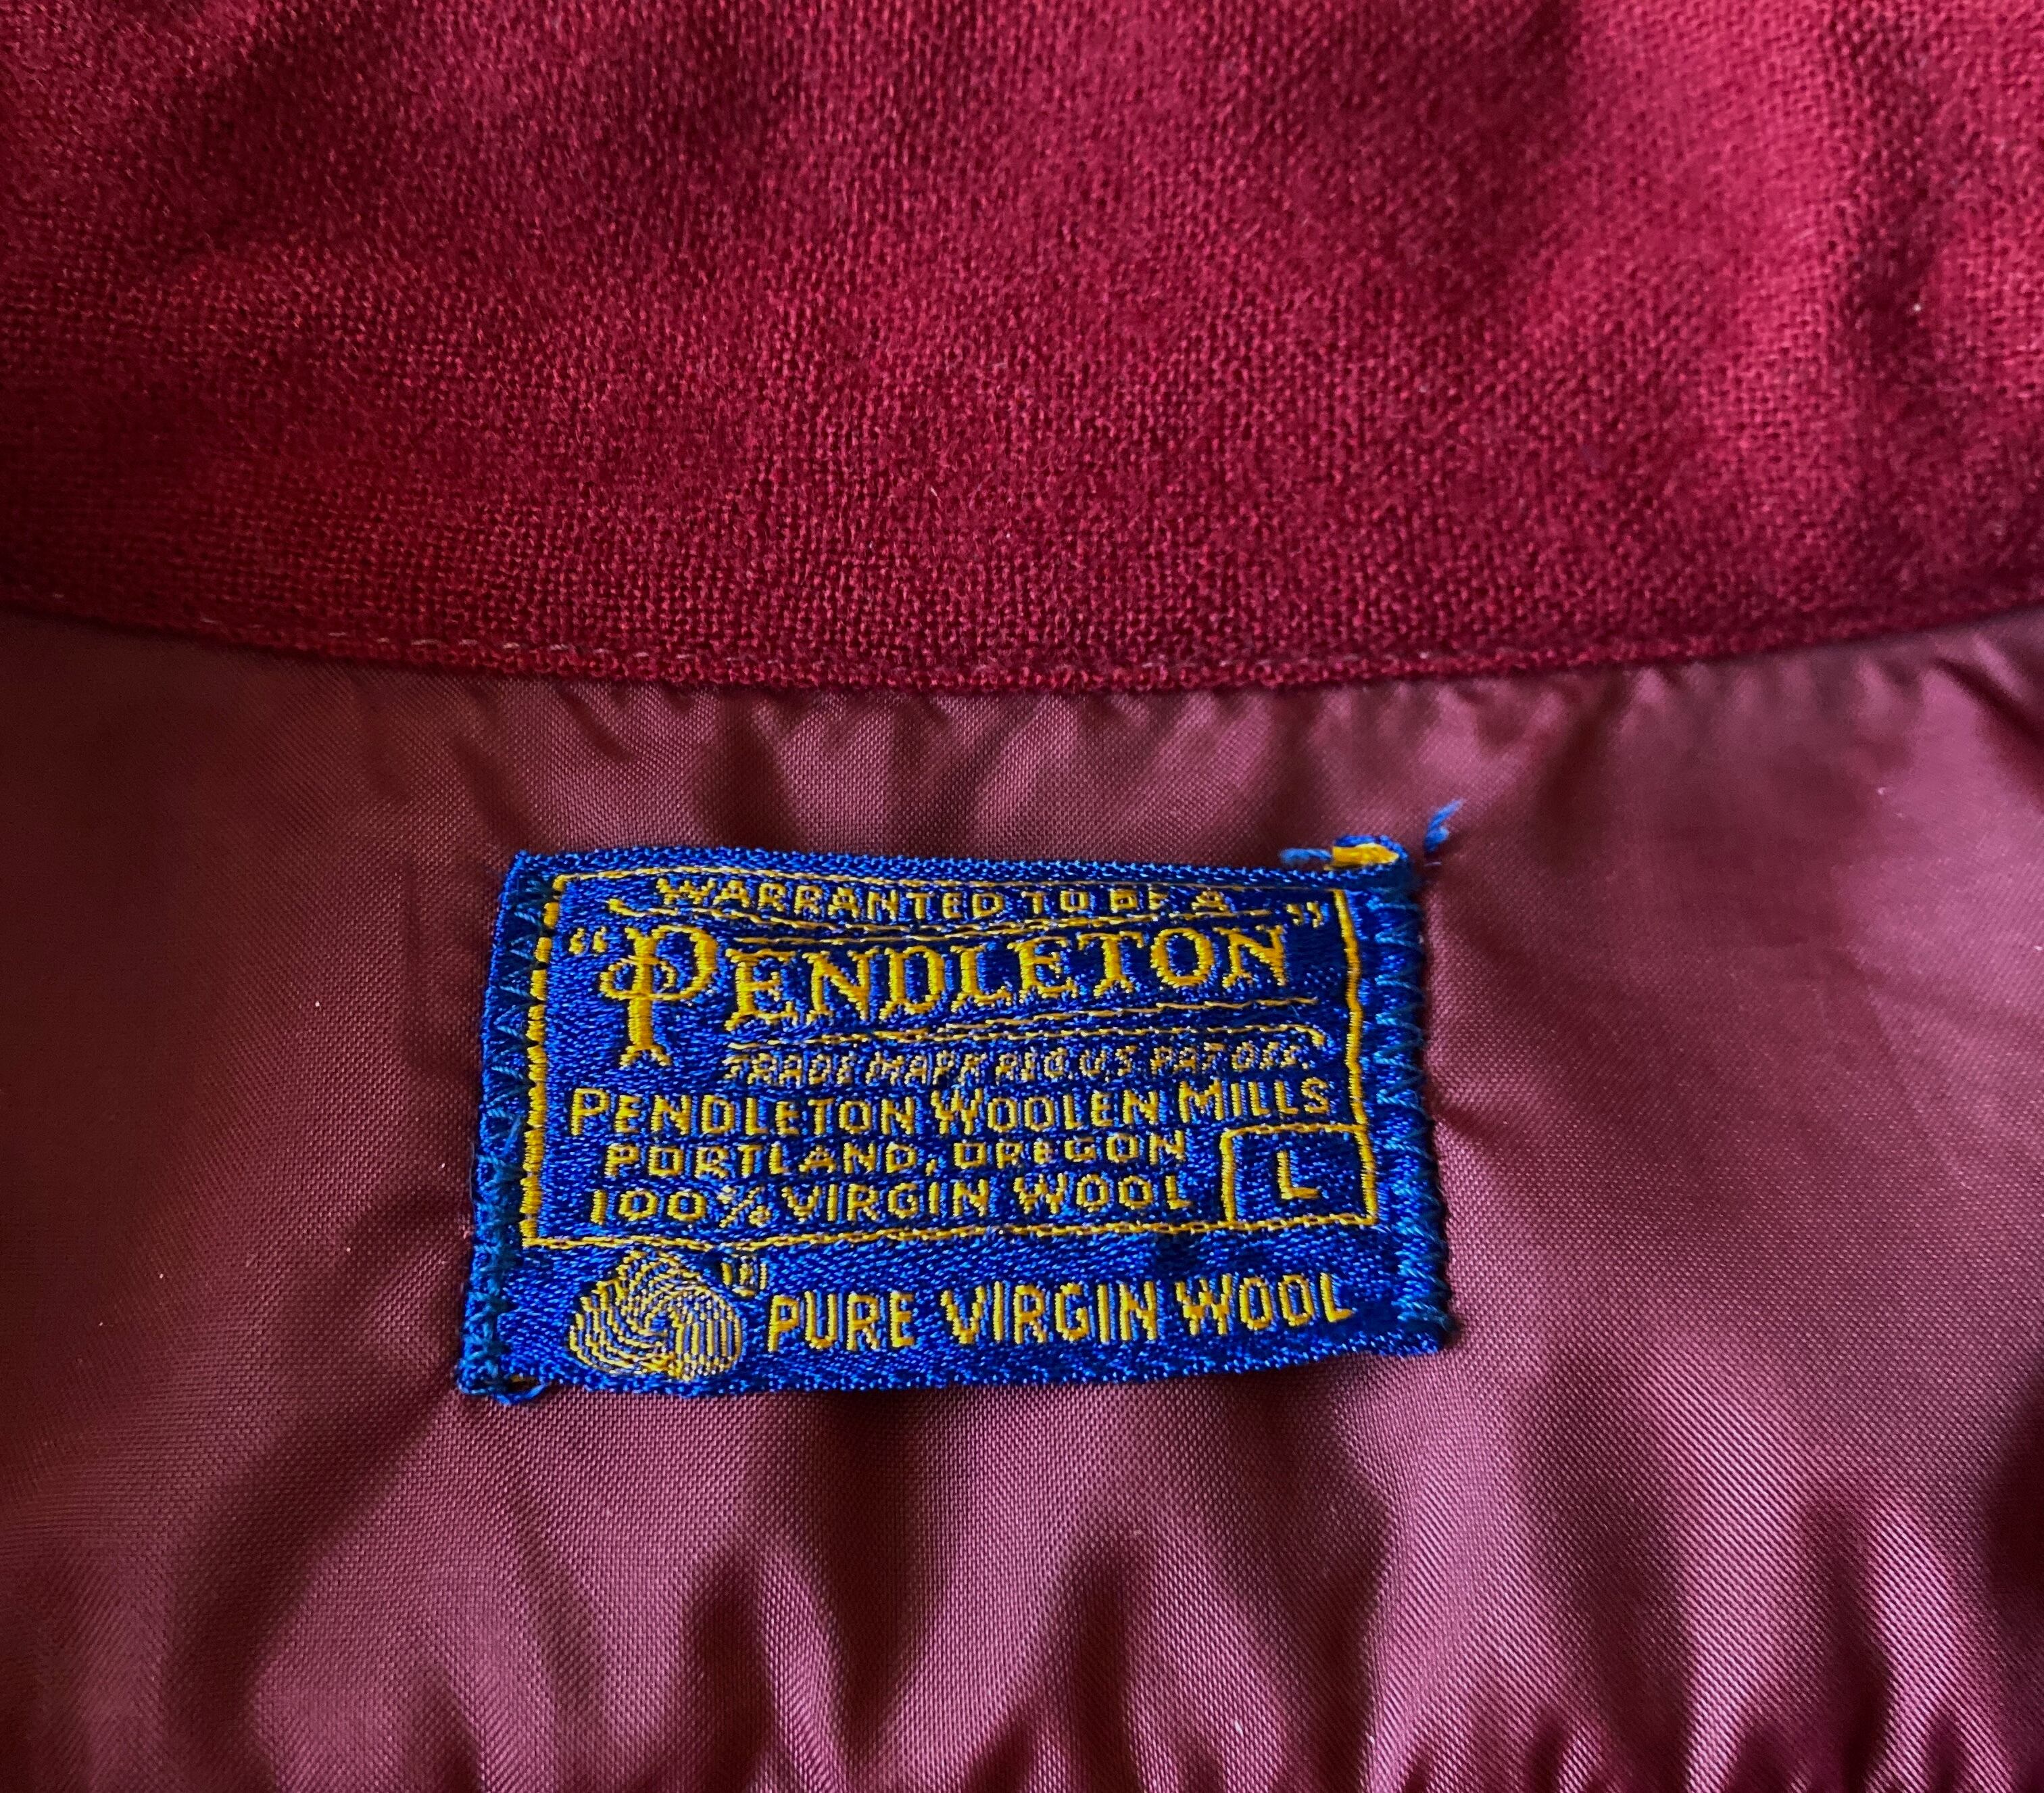 WARRANTED TO BE A
"PENDLETON"
TRADE MARK REG. U.S. PAT. OFF.
PENDLETON WOOLEN MILLS
PORTLAND, OREGON
100% VIRGIN WOOL
L
® PURE VIRGIN WOOL